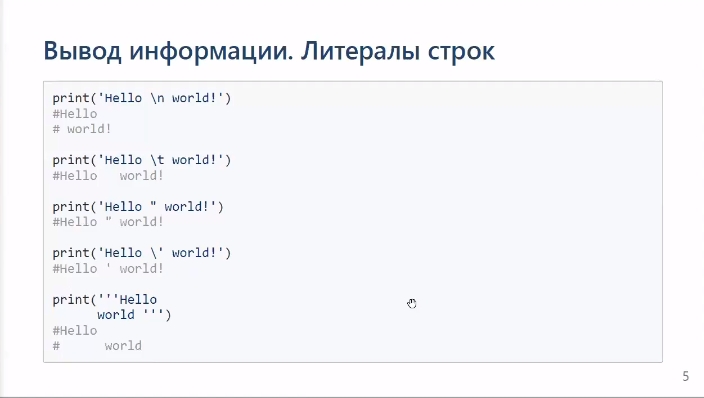 Вывод информации. Литералы строк
print('Hello \n world!')
#Hello
# world!
print('Hello \t world!')
#Hello   world!
print('Hello " world!')
#Hello " world!
print('Hello \' world!')
#Hello ' world!
print('''Hello
      world ''')
#Hello
#      world
5